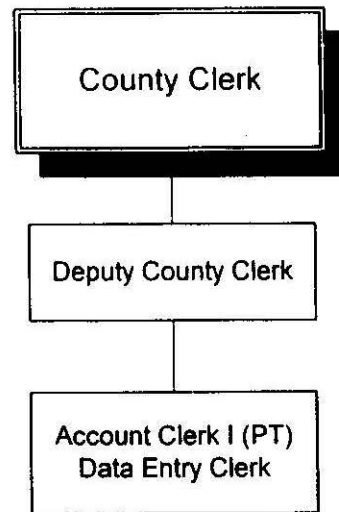 County Clerk
Deputy County Clerk
Account Clerk I (PT)
Data Entry Clerk